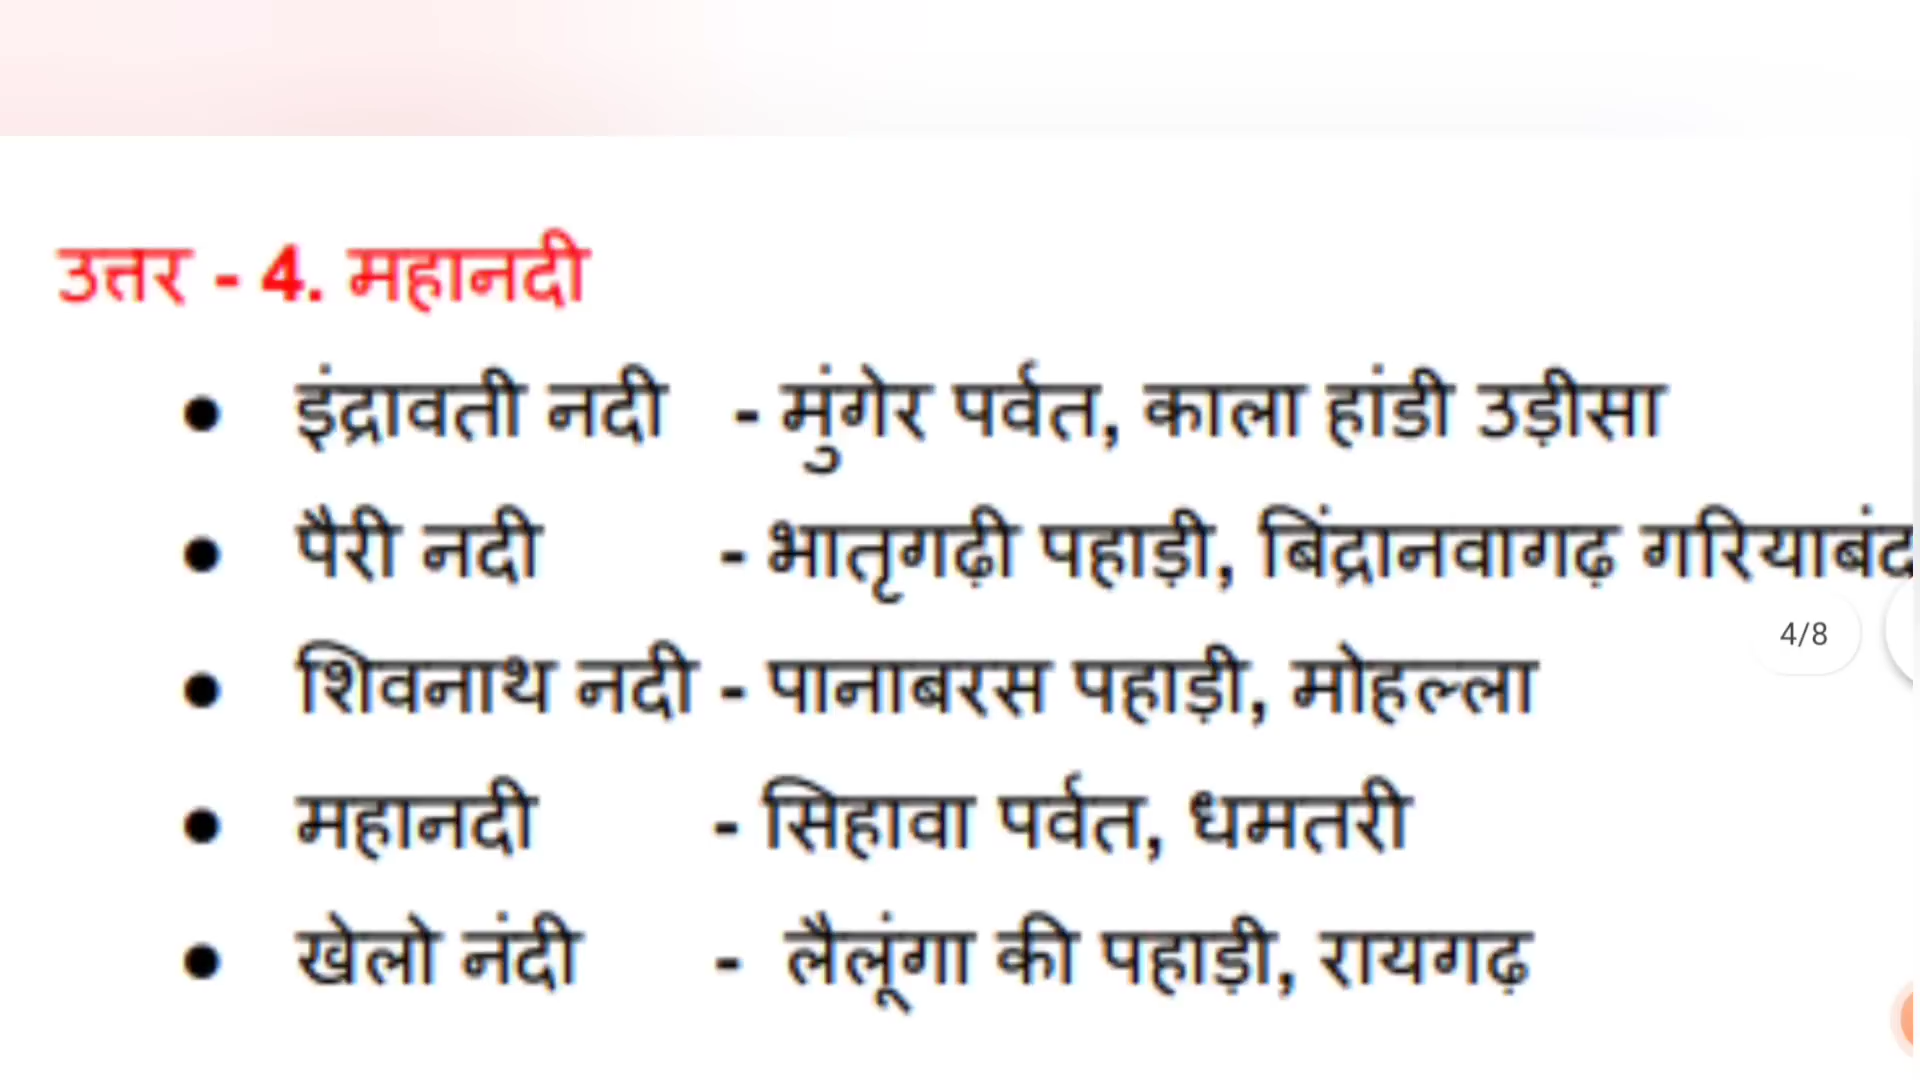 उत्तर - 4. महानदी
● इंद्रावती नदी - मुंगेर पर्वत, काला हांडी उड़ीसा
● पैरी नदी - भातृगढ़ी पहाड़ी, बिंद्रानवागढ़ गरियाबंद
4/8
● शिवनाथ नदी - पानाबरस पहाड़ी, मोहल्ला
● महानदी - सिहावा पर्वत, धमतरी
● खेलो नंदी - लैलूंगा की पहाड़ी, रायगढ़